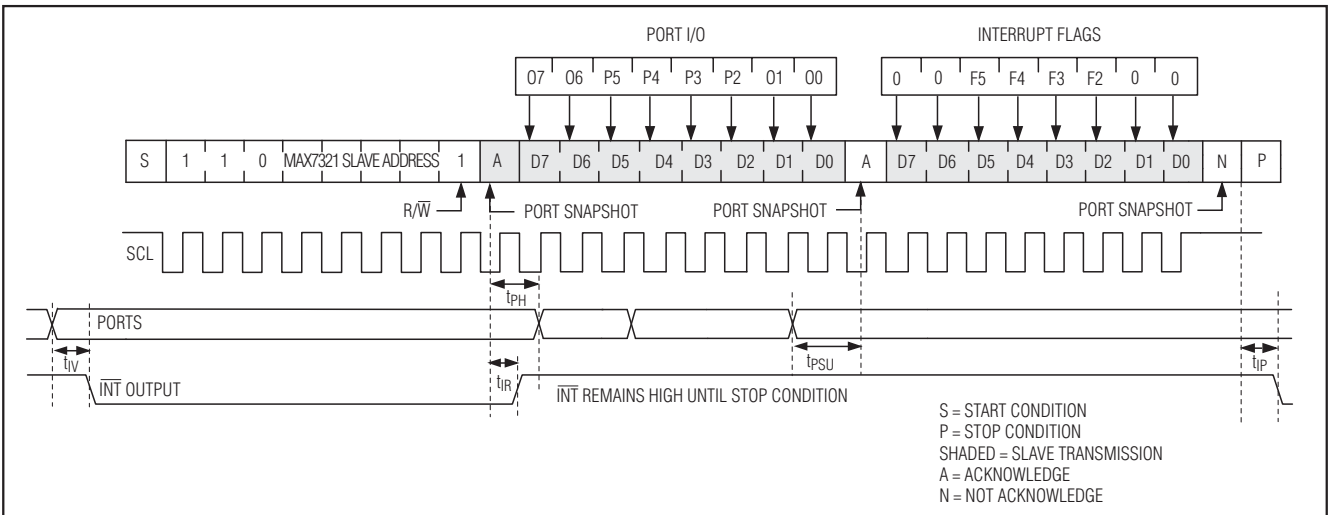 PORT I/O INTERRUPT FLAGS
O7 O6 P5 P4 P3 P2 O1 O0 0 0 F5 F4 F3 F2 0 0
S 1 1 0 MAX7321 SLAVE ADDRESS 1 A D7 D6 D5 D4 D3 D2 D1 D0 A D7 D6 D5 D4 D3 D2 D1 D0 N P
R/W̅ PORT SNAPSHOT PORT SNAPSHOT PORT SNAPSHOT
SCL
tPH
PORTS
tIV tIR tPSU tIP
I̅N̅T̅ OUTPUT I̅N̅T̅ REMAINS HIGH UNTIL STOP CONDITION
S = START CONDITION
P = STOP CONDITION
SHADED = SLAVE TRANSMISSION
A = ACKNOWLEDGE
N = NOT ACKNOWLEDGE